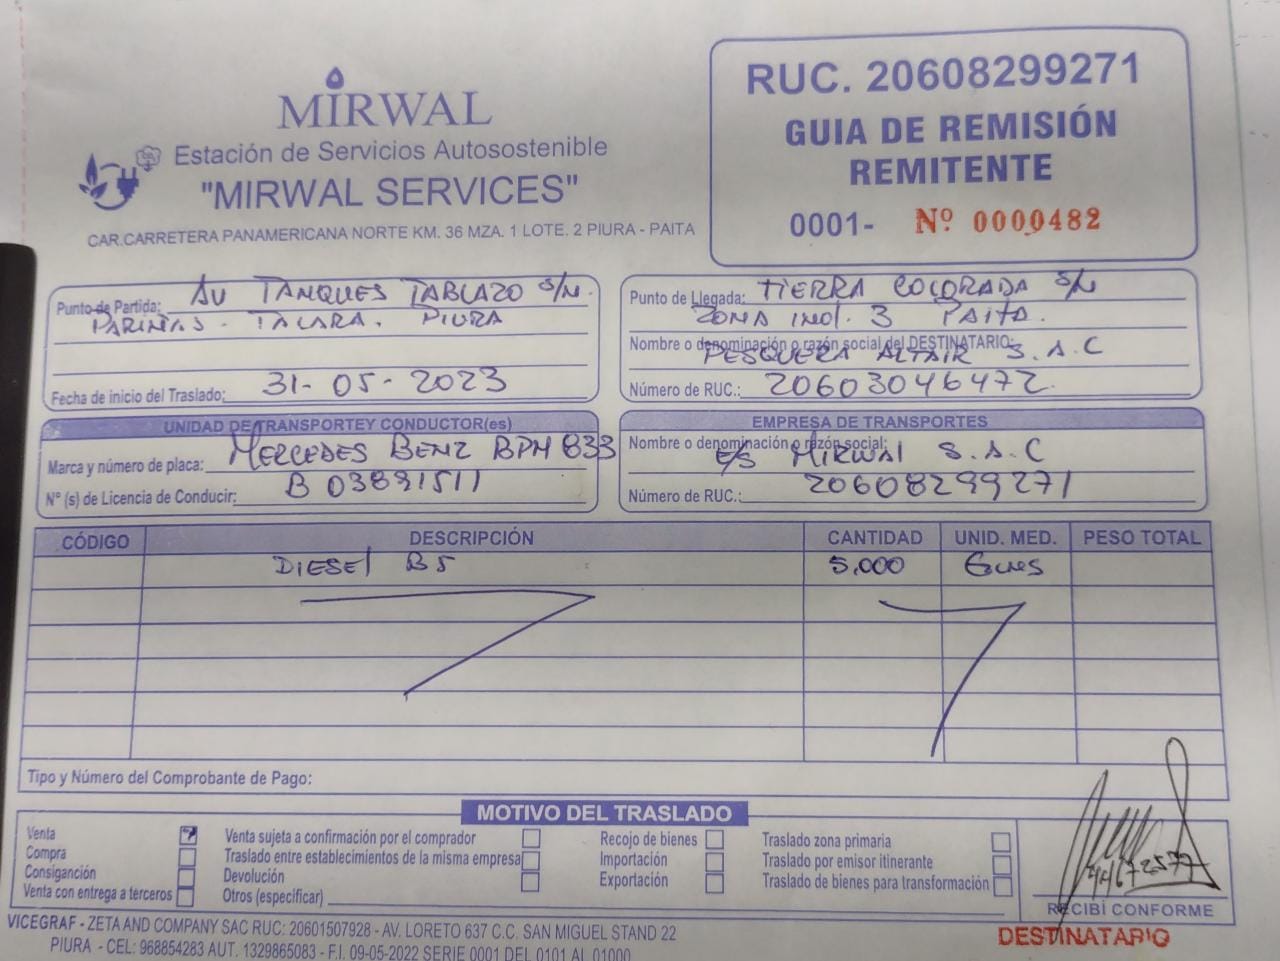 MIRWAL
Estación de Servicios Autosostenible
"MIRWAL SERVICES"
CAR.CARRETERA PANAMERICANA NORTE KM. 36 MZA. 1 LOTE. 2 PIURA - PAITA
RUC. 20608299271
GUIA DE REMISIÓN
REMITENTE
0001- Nº 0000482
Punto de Partida: AV TANQUES TABLAZO S/N.
PARIÑAS - TALARA. PIURA
Fecha de inicio del Traslado: 31-05-2023
Punto de Llegada: TIERRA COLORADA S/N
ZONA Ind. 3 PAITA.
Nombre o denominación o razón social del DESTINATARIO:
PESQUERA ALTAIR S.A.C
Número de RUC.: 20603046472
UNIDAD DE TRANSPORTEY CONDUCTOR(es)
Marca y número de placa: MERCEDES BENZ BPH 833
Nº (s) de Licencia de Conducir: B 03891511
EMPRESA DE TRANSPORTES
Nombre o denominación o razón social:
E/S MIRWAL S.A.C
Número de RUC.: 20608299271
CÓDIGO DESCRIPCIÓN CANTIDAD UNID. MED. PESO TOTAL
DIESEL B5 5,000
Tipo y Número del Comprobante de Pago:
MOTIVO DEL TRASLADO
Venta
Compra
Consiganción
Venta con entrega a terceros
Venta sujeta a confirmación por el comprador
Traslado entre establecimientos de la misma empresa
Devolución
Otros (especificar)
Recojo de bienes
Importación
Exportación
Traslado zona primaria
Traslado por emisor itinerante
Traslado de bienes para transformación
RECIBÍ CONFORME
DESTINATARIO
VICEGRAF - ZETA AND COMPANY SAC RUC: 20601507928 - AV. LORETO 637 C.C. SAN MIGUEL STAND 22
PIURA - CEL: 968854283 AUT. 1329865083 - F.I. 09-05-2022 SERIE 0001 DEL 0101 AL 01000